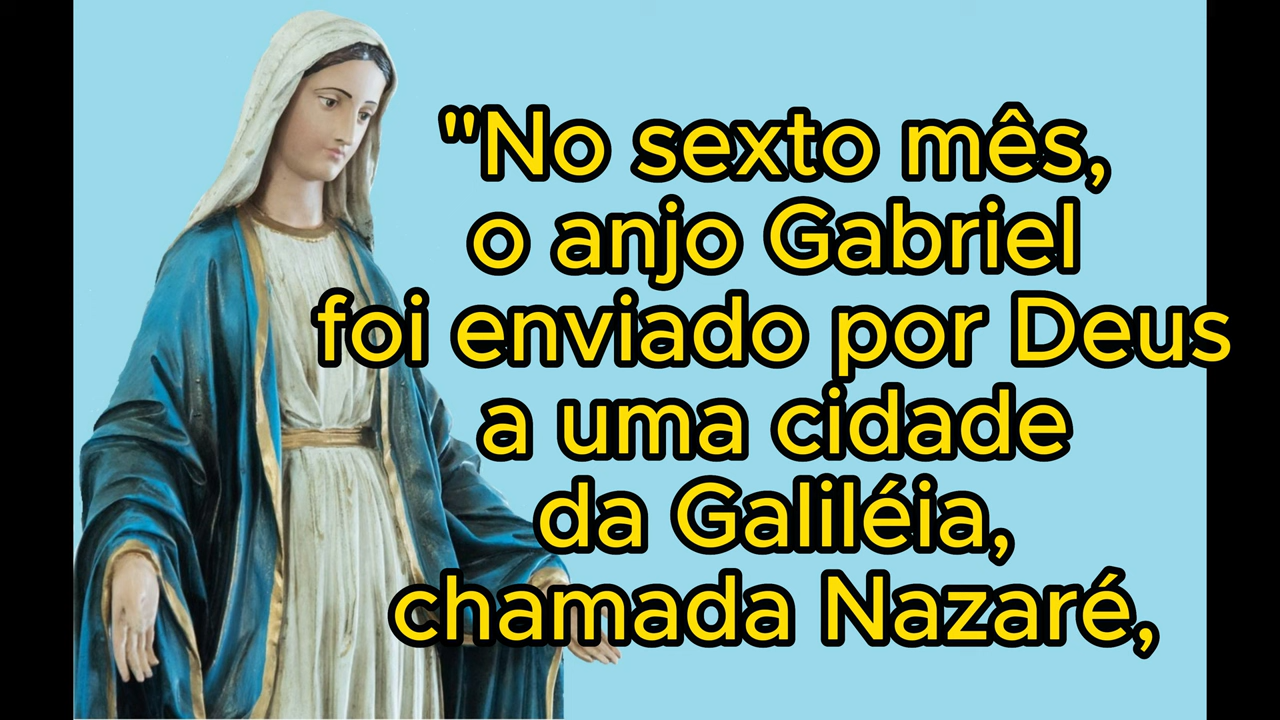 "No sexto mês,
o anjo Gabriel
foi enviado por Deus
a uma cidade
da Galiléia,
chamada Nazaré,